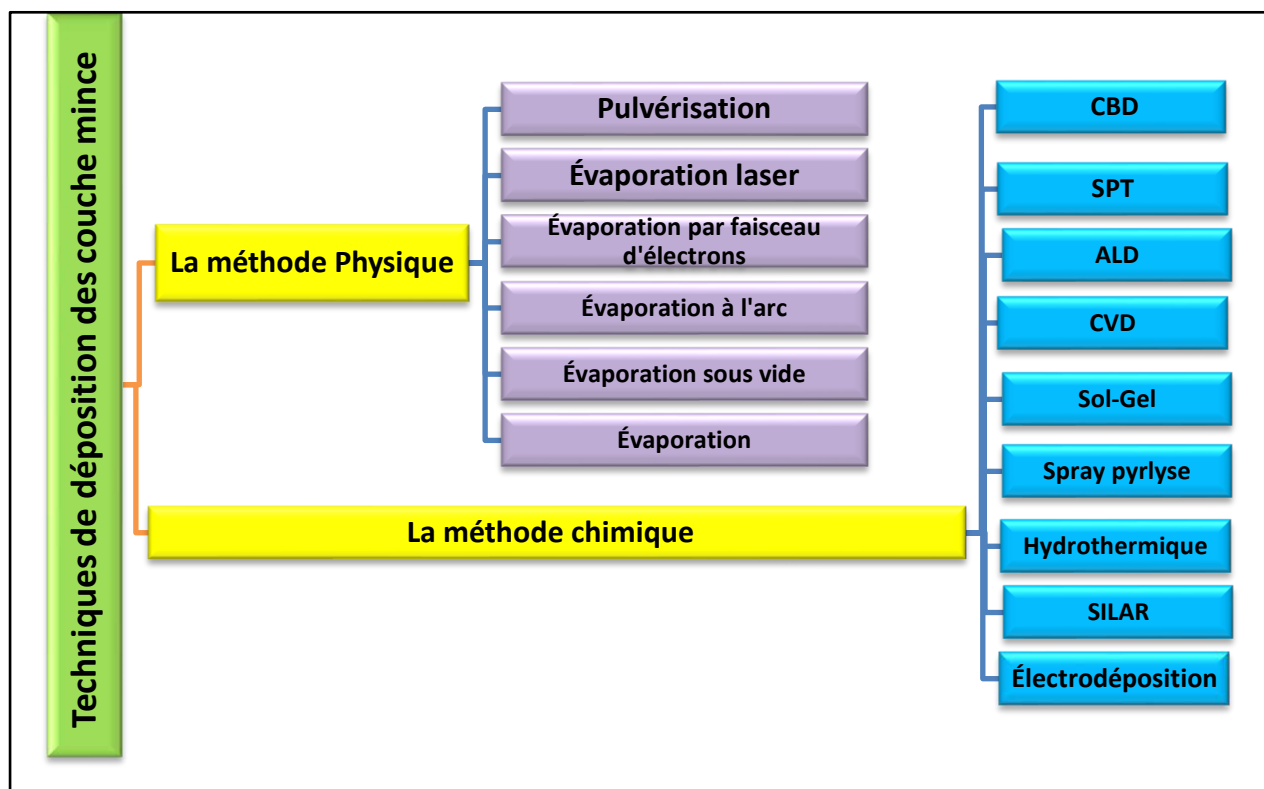 Techniques de déposition des couche mince
La méthode Physique
Pulvérisation
Évaporation laser
Évaporation par faisceau
d'électrons
Évaporation à l'arc
Évaporation sous vide
Évaporation
La méthode chimique
CBD
SPT
ALD
CVD
Sol-Gel
Spray pyrlyse
Hydrothermique
SILAR
Électrodéposition